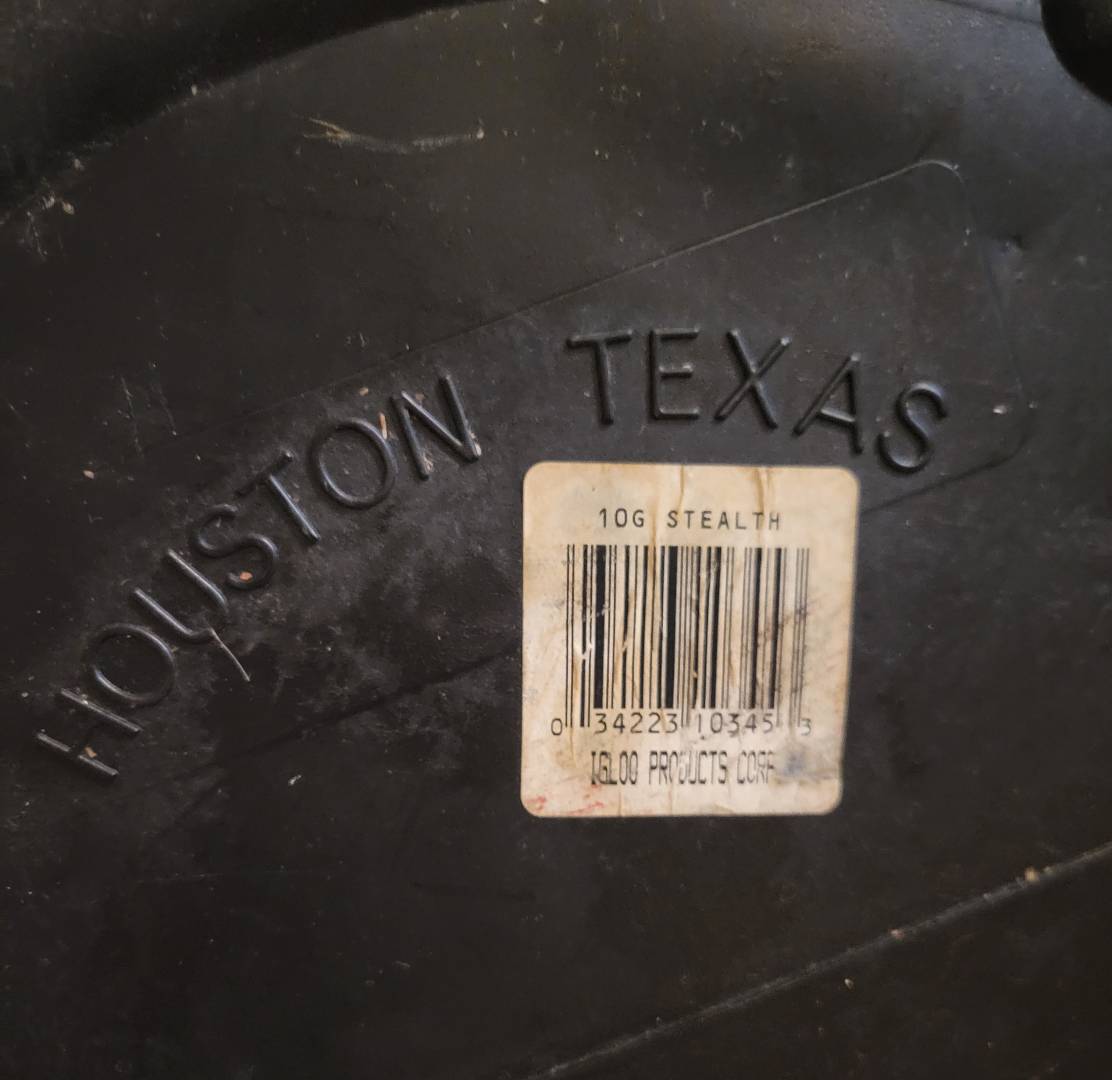 HOUSTON TEXAS
10G STEALTH
0 34223 10345 3
IGLOO PRODUCTS CORP